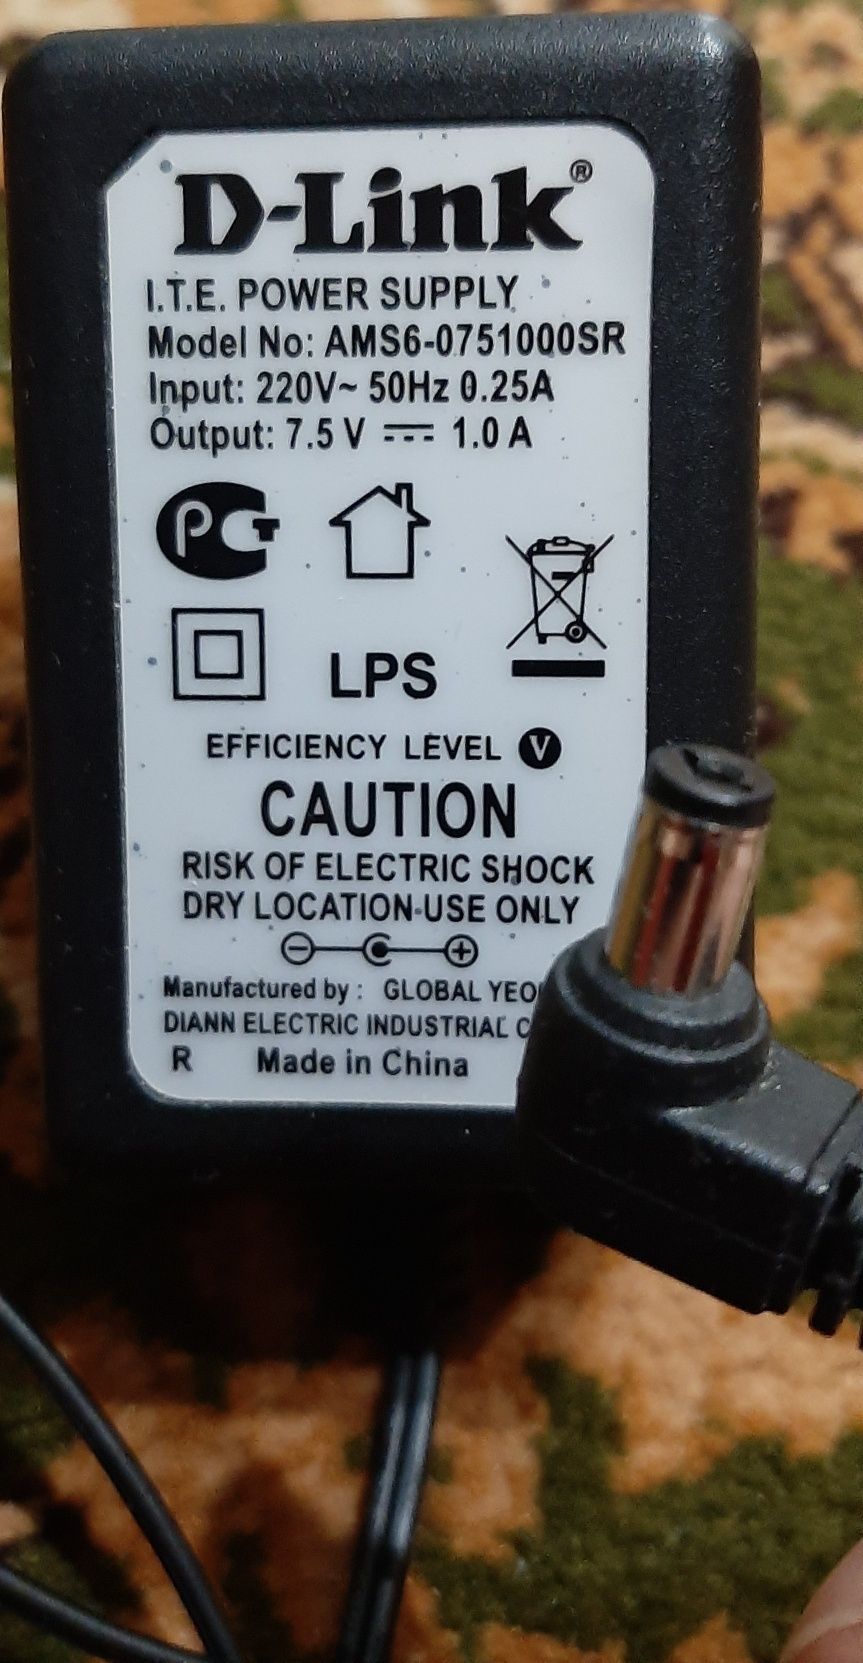 D-Link®
I.T.E. POWER SUPPLY
Model No: AMS6-0751000SR
Input: 220V~ 50Hz 0.25A
Output: 7.5 V ⎓ 1.0 A
PCT
LPS
EFFICIENCY LEVEL V
CAUTION
RISK OF ELECTRIC SHOCK
DRY LOCATION-USE ONLY
Manufactured by : GLOBAL
DIANN ELECTRIC INDUSTRIAL
R Made in China